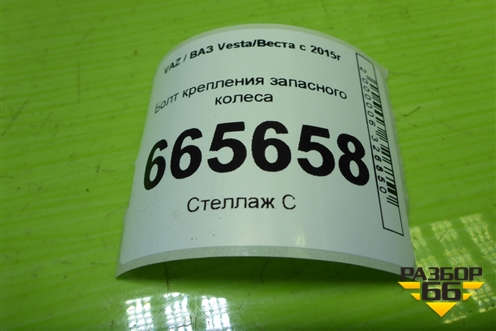 VAZ / ВАЗ Vesta/Веста с 2015г
Болт крепления запасного
колеса
665658
Стеллаж С
РАЗБОР
66